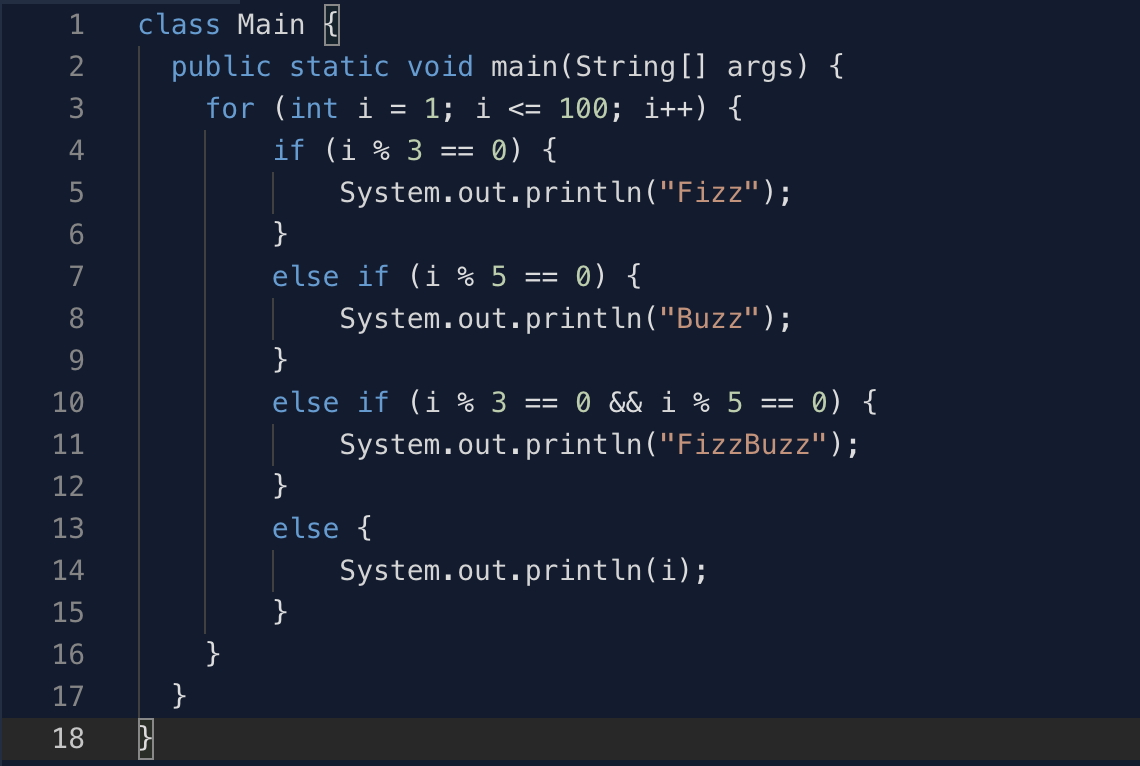 1 class Main {
2 public static void main(String[] args) {
3 for (int i = 1; i <= 100; i++) {
4 if (i % 3 == 0) {
5 System.out.println("Fizz");
6 }
7 else if (i % 5 == 0) {
8 System.out.println("Buzz");
9 }
10 else if (i % 3 == 0 && i % 5 == 0) {
11 System.out.println("FizzBuzz");
12 }
13 else {
14 System.out.println(i);
15 }
16 }
17 }
18 }